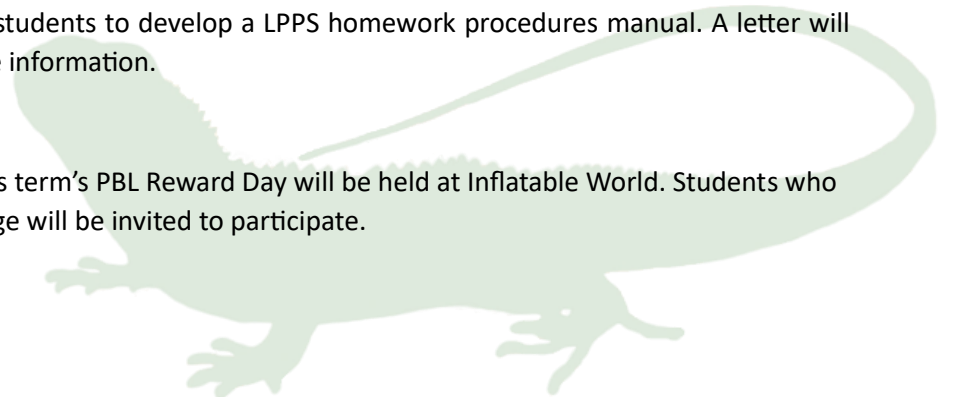 students to develop a LPPS homework procedures manual. A letter will
information.
s term's PBL Reward Day will be held at Inflatable World. Students who
ge will be invited to participate.